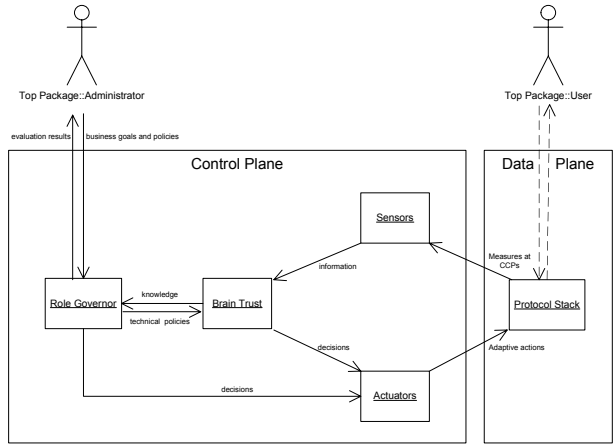 Top Package::Administrator
Top Package::User
evaluation results
business goals and policies
Control Plane
Data Plane
Sensors
Measures at
CCPs
information
Role Governor
knowledge
technical policies
Brain Trust
Protocol Stack
decisions
Adaptive actions
decisions
Actuators